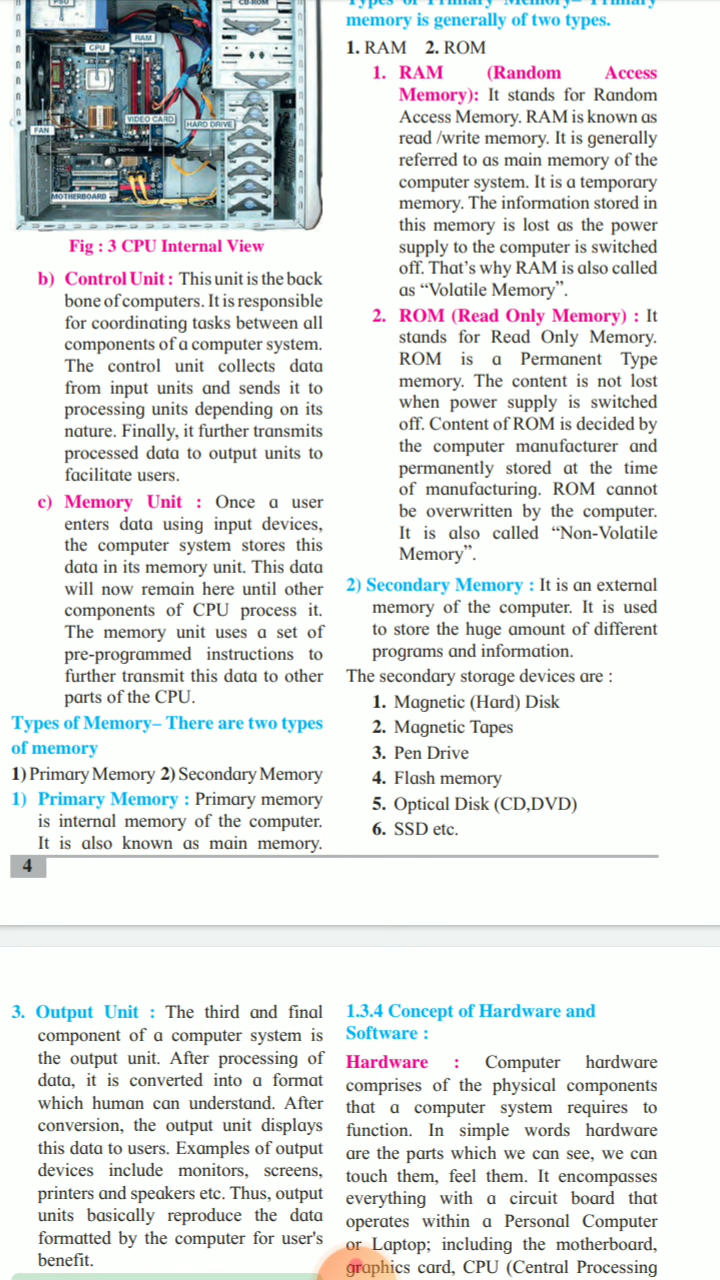 PSU
CD-ROM
RAM
CPU
VIDEO CARD
HARD DRIVE
FAN
MOTHERBOARD
Fig : 3 CPU Internal View
b) Control Unit : This unit is the back
bone of computers. It is responsible
for coordinating tasks between all
components of a computer system.
The control unit collects data
from input units and sends it to
processing units depending on its
nature. Finally, it further transmits
processed data to output units to
facilitate users.
c) Memory Unit : Once a user
enters data using input devices,
the computer system stores this
data in its memory unit. This data
will now remain here until other
components of CPU process it.
The memory unit uses a set of
pre-programmed instructions to
further transmit this data to other
parts of the CPU.
Types of Memory– There are two types
of memory
1) Primary Memory 2) Secondary Memory
1) Primary Memory : Primary memory
is internal memory of the computer.
It is also known as main memory.
Types of Primary Memory– Primary
memory is generally of two types.
1. RAM 2. ROM
1. RAM (Random Access
Memory): It stands for Random
Access Memory. RAM is known as
read /write memory. It is generally
referred to as main memory of the
computer system. It is a temporary
memory. The information stored in
this memory is lost as the power
supply to the computer is switched
off. That’s why RAM is also called
as “Volatile Memory”.
2. ROM (Read Only Memory) : It
stands for Read Only Memory.
ROM is a Permanent Type
memory. The content is not lost
when power supply is switched
off. Content of ROM is decided by
the computer manufacturer and
permanently stored at the time
of manufacturing. ROM cannot
be overwritten by the computer.
It is also called “Non-Volatile
Memory”.
2) Secondary Memory : It is an external
memory of the computer. It is used
to store the huge amount of different
programs and information.
The secondary storage devices are :
1. Magnetic (Hard) Disk
2. Magnetic Tapes
3. Pen Drive
4. Flash memory
5. Optical Disk (CD,DVD)
6. SSD etc.
4
3. Output Unit : The third and final
component of a computer system is
the output unit. After processing of
data, it is converted into a format
which human can understand. After
conversion, the output unit displays
this data to users. Examples of output
devices include monitors, screens,
printers and speakers etc. Thus, output
units basically reproduce the data
formatted by the computer for user's
benefit.
1.3.4 Concept of Hardware and
Software :
Hardware : Computer hardware
comprises of the physical components
that a computer system requires to
function. In simple words hardware
are the parts which we can see, we can
touch them, feel them. It encompasses
everything with a circuit board that
operates within a Personal Computer
or Laptop; including the motherboard,
graphics card, CPU (Central Processing